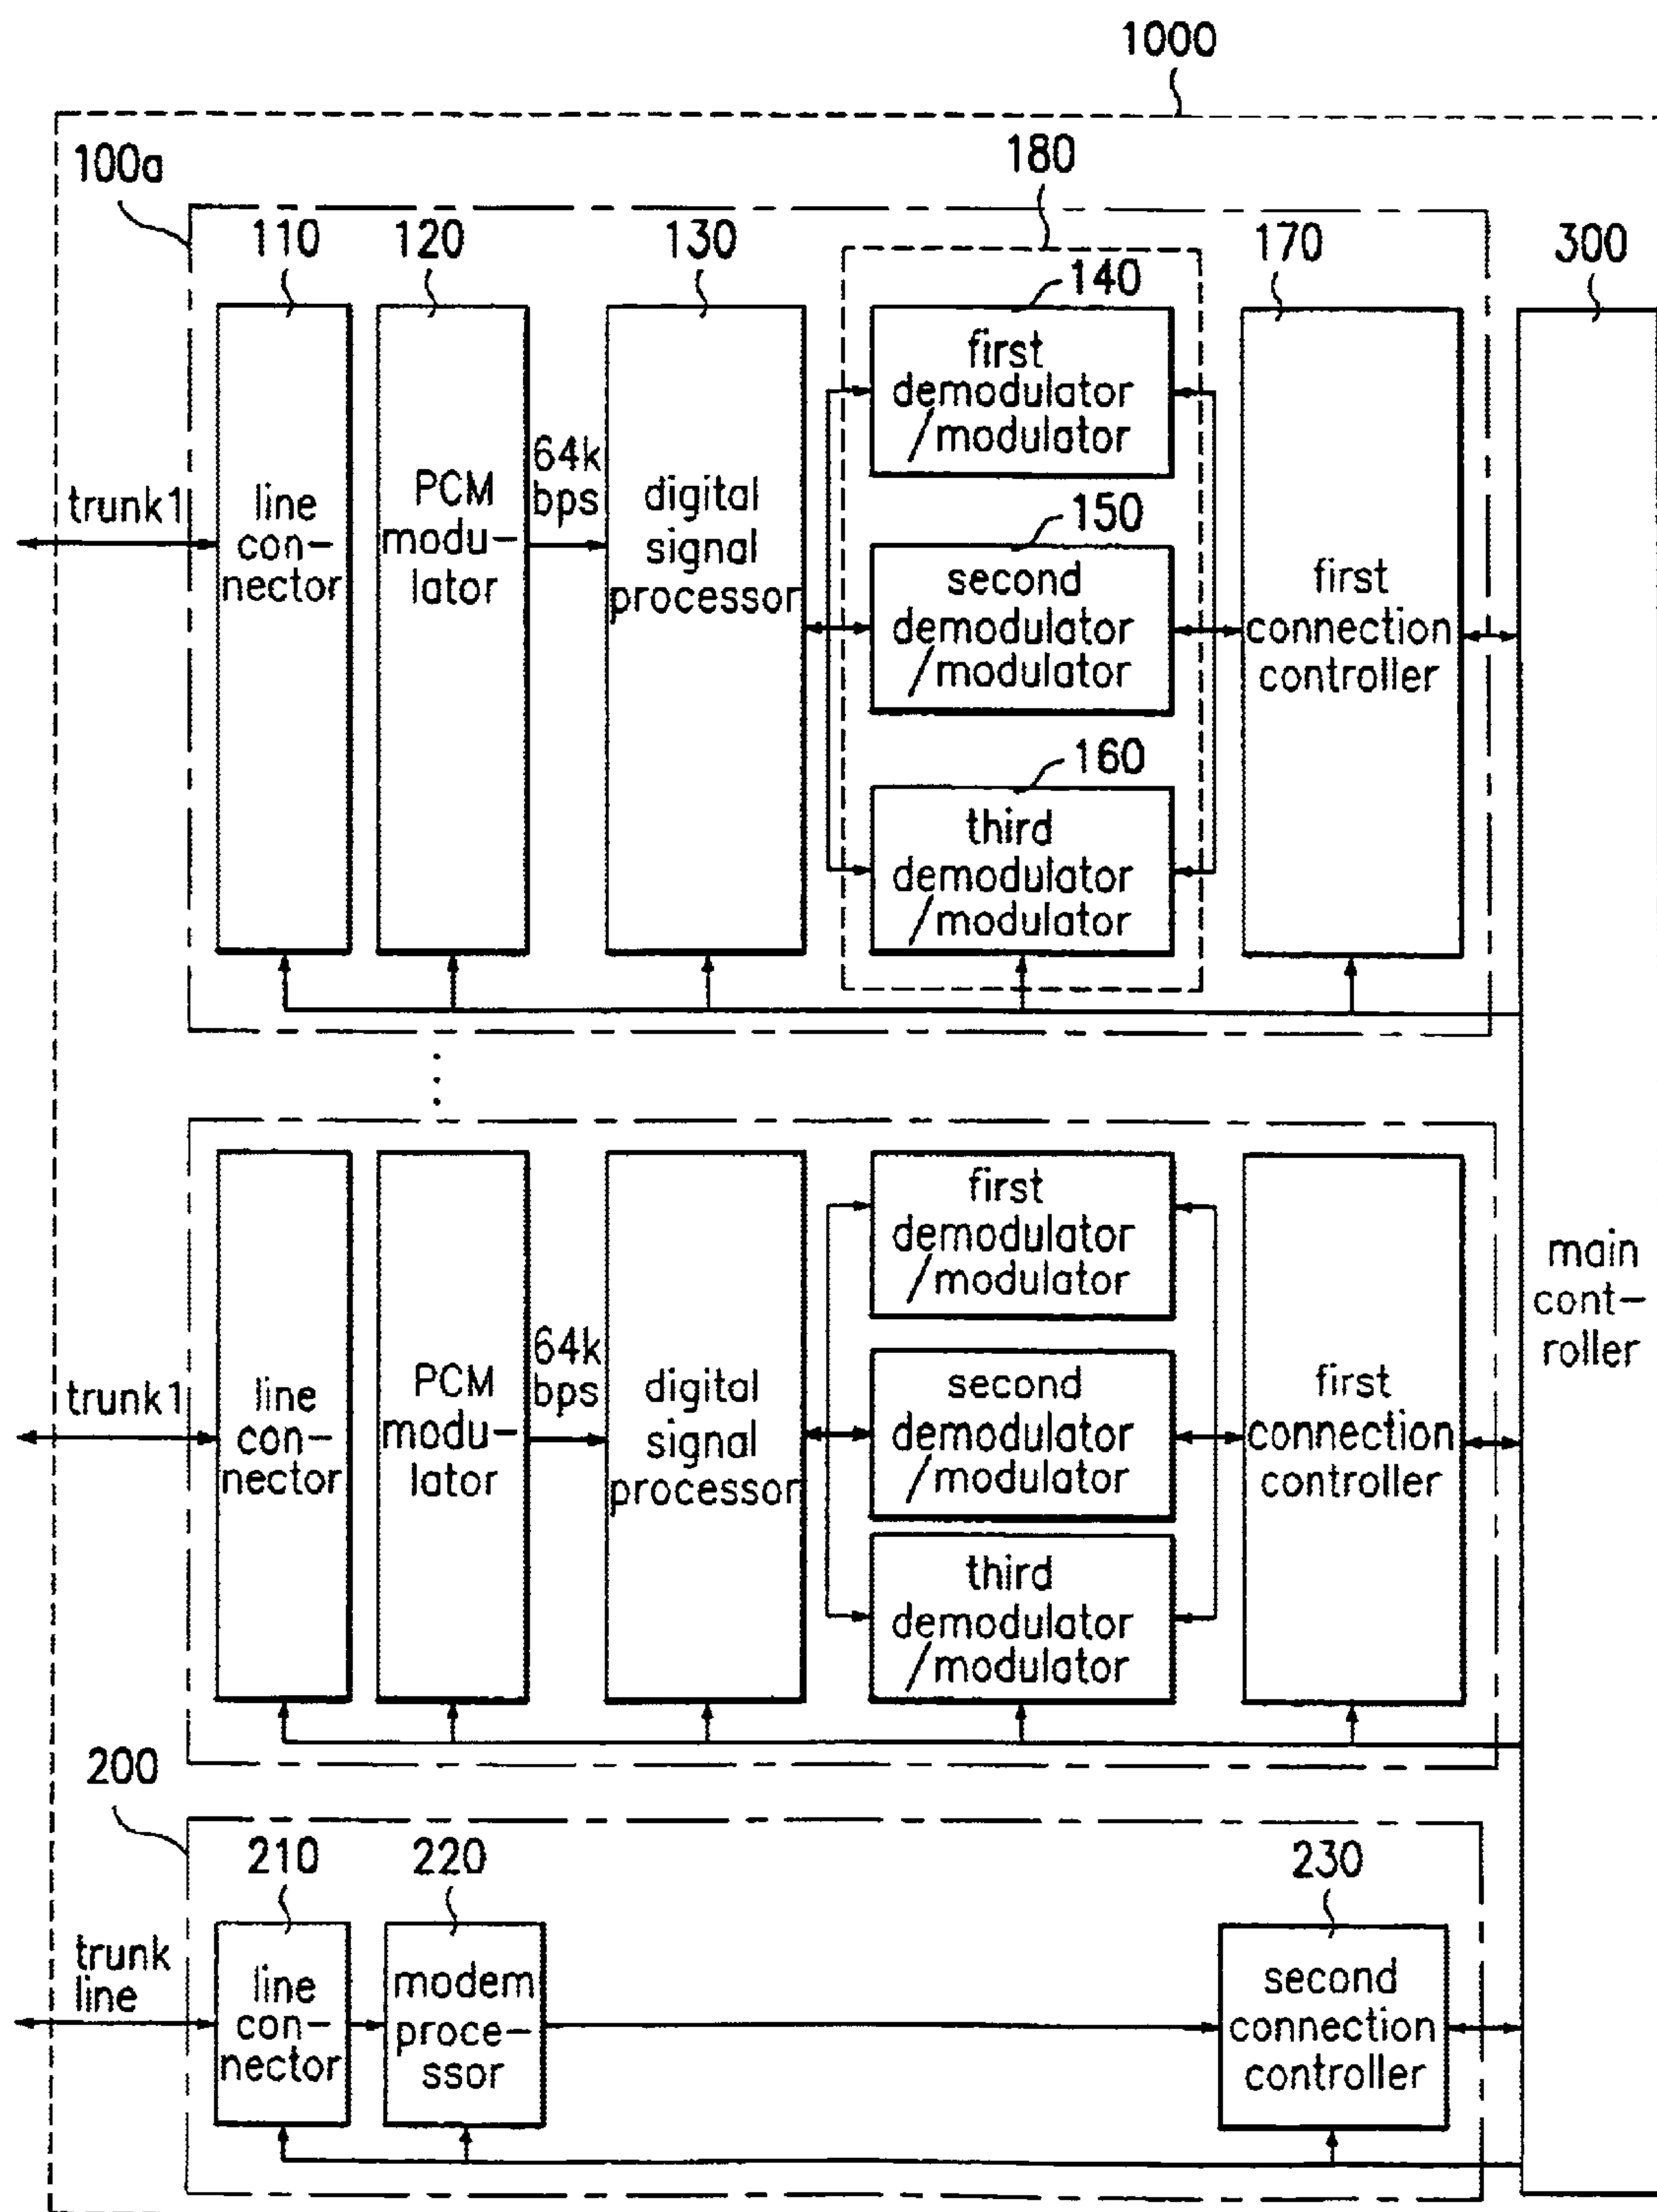 1000
100a
180
110
120
130
140
170
300
first
demodulator
/modulator
64k
bps
trunk1
line
con-
nector
PCM
modu-
lator
digital
signal
processor
150
second
demodulator
/modulator
first
connection
controller
160
third
demodulator
/modulator
first
demodulator
/modulator
main
cont-
roller
64k
bps
trunk1
line
con-
nector
PCM
modu-
lator
digital
signal
processor
second
demodulator
/modulator
first
connection
controller
third
demodulator
/modulator
200
210
220
230
trunk
line
line
con-
nector
modem
proce-
ssor
second
connection
controller